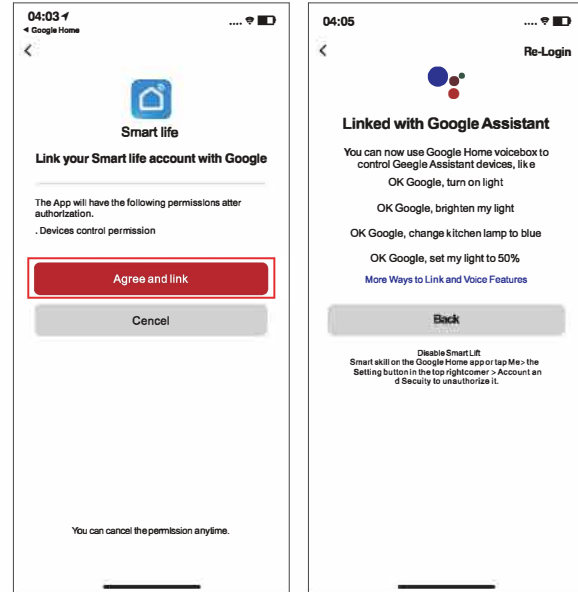 04:03
◄ Google Home
Smart life
Link your Smart life account with Google
The App will have the following permissions atter
authorlzation.
. Devices control permission
Agree and link
Cancel
You can cancel the permlssion anytime.
04:05
Re-Login
Linked with Google Assistant
You can now use Google Home voicebox to
control Geegle Assistant devices, like
OK Google, turn on light
OK Google, brighten my light
OK Google, change kitchen lamp to blue
OK Google, set my light to 50%
More Ways to Link and Voice Features
Back
Disable Smart Lift
Smart skill on the Google Home app or tap Me> the
Setting button in the top rightcomer > Account an
d Secuity to unauthorize it.